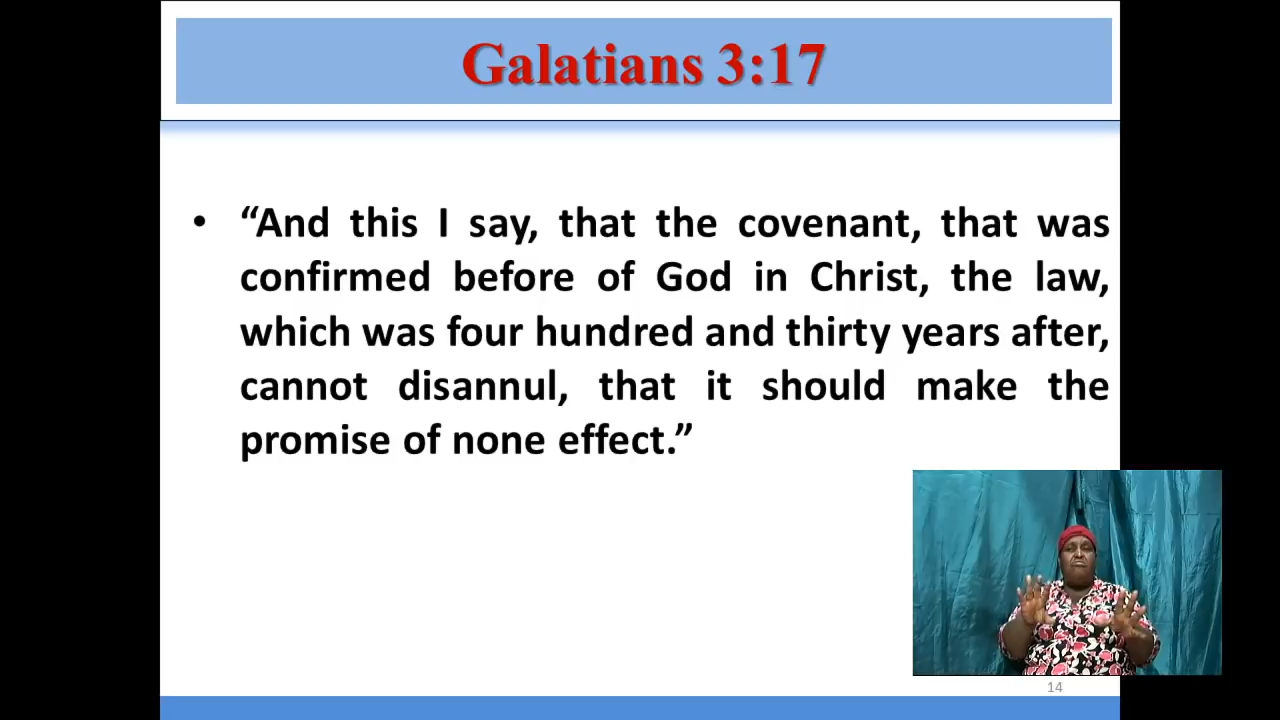 Galatians 3:17
• “And this I say, that the covenant, that was
confirmed before of God in Christ, the law,
which was four hundred and thirty years after,
cannot disannul, that it should make the
promise of none effect.”
14